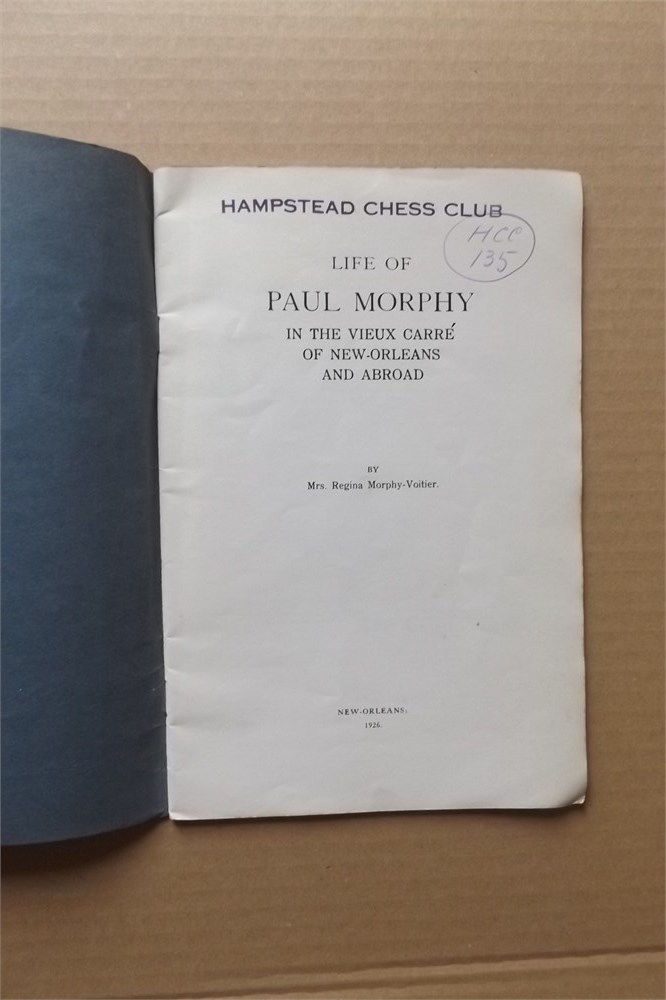 HAMPSTEAD CHESS CLUB
HCC
135
LIFE OF
PAUL MORPHY
IN THE VIEUX CARRÉ
OF NEW-ORLEANS
AND ABROAD
BY
Mrs. Regina Morphy-Voitier.
NEW-ORLEANS.
1926.